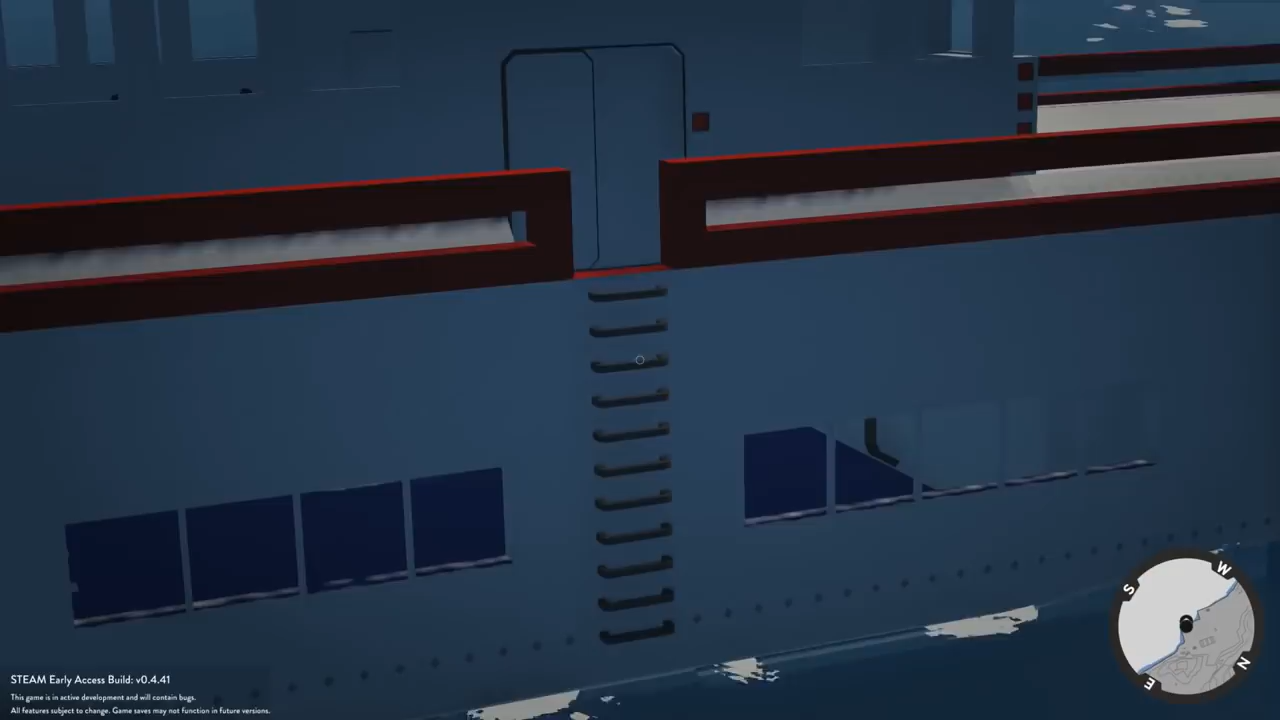 W
S
N
E
STEAM Early Access Build: v0.4.41
This game is in active development and will contain bugs.
All features subject to change. Game saves may not function in future versions.